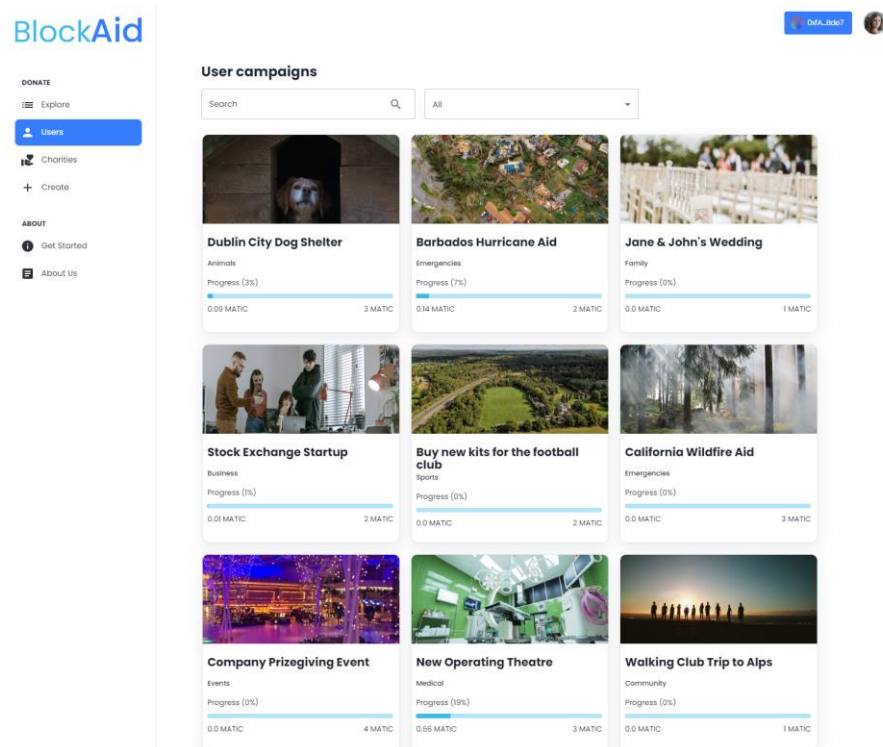 BlockAid
0xfA...8de7
DONATE
Explore
Users
Charities
Create
ABOUT
Get Started
About Us
User campaigns
Search
All
Dublin City Dog Shelter
Animals
Progress (3%)
0.09 MATIC
3 MATIC
Barbados Hurricane Aid
Emergencies
Progress (7%)
0.14 MATIC
2 MATIC
Jane & John's Wedding
Family
Progress (0%)
0.0 MATIC
1 MATIC
Stock Exchange Startup
Business
Progress (1%)
0.01 MATIC
2 MATIC
Buy new kits for the football
club
Sports
Progress (0%)
0.0 MATIC
2 MATIC
California Wildfire Aid
Emergencies
Progress (0%)
0.0 MATIC
3 MATIC
Company Prizegiving Event
Events
Progress (0%)
0.0 MATIC
4 MATIC
New Operating Theatre
Medical
Progress (19%)
0.56 MATIC
3 MATIC
Walking Club Trip to Alps
Community
Progress (0%)
0.0 MATIC
1 MATIC